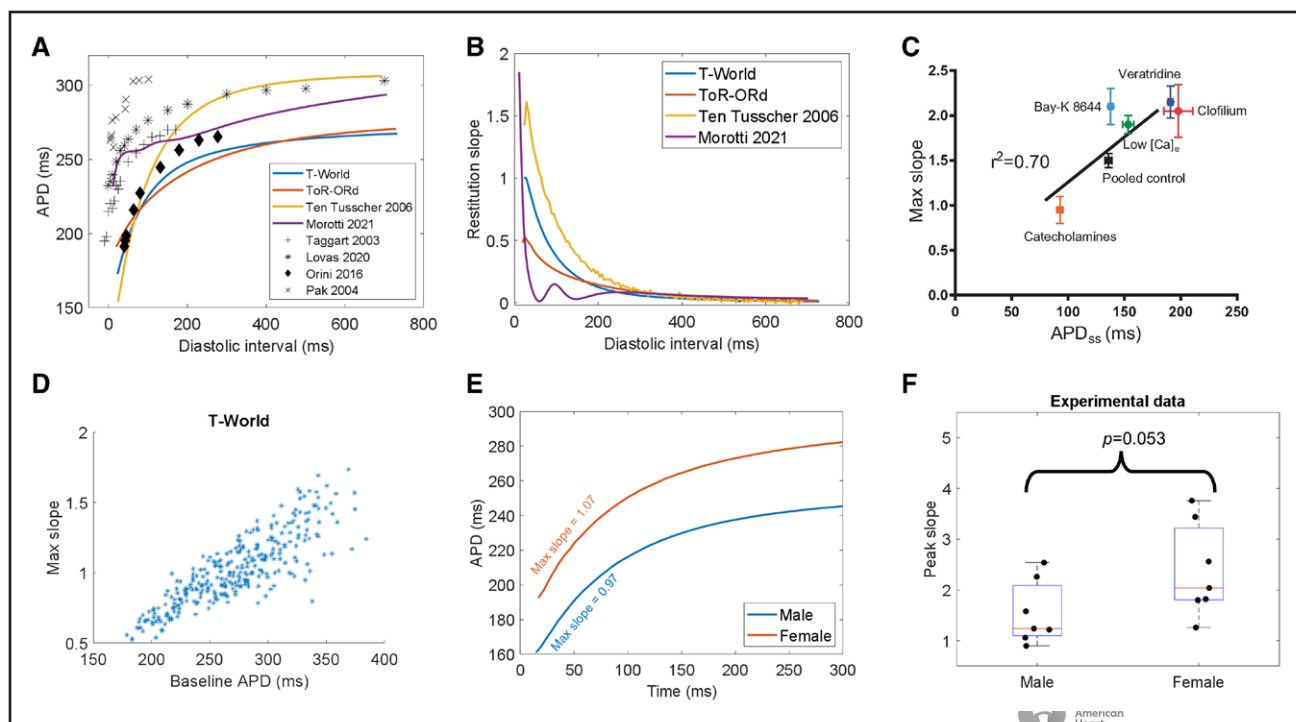 A
APD (ms)
300
250
200
150
0
200
400
600
800
Diastolic interval (ms)
T-World
ToR-ORd
Ten Tusscher 2006
Morotti 2021
Taggart 2003
Lovas 2020
Orini 2016
Pak 2004
B
Restitution slope
2
1.5
1
0.5
0
0
200
400
600
800
Diastolic interval (ms)
T-World
ToR-ORd
Ten Tusscher 2006
Morotti 2021
C
Max slope
2.5
2.0
1.5
1.0
0.5
0.0
0
50
100
150
200
250
APDss (ms)
Veratridine
Bay-K 8644
Clofilium
Low [Ca]e
r²=0.70
Pooled control
Catecholamines
D
T-World
Max slope
2
1.5
1
0.5
150
200
250
300
350
400
Baseline APD (ms)
E
APD (ms)
300
280
260
240
220
200
180
160
0
50
100
150
200
250
300
Time (ms)
Max slope = 1.07
Max slope = 0.97
Male
Female
F
Experimental data
p=0.053
Peak slope
5
4
3
2
1
Male
Female
American
Heart